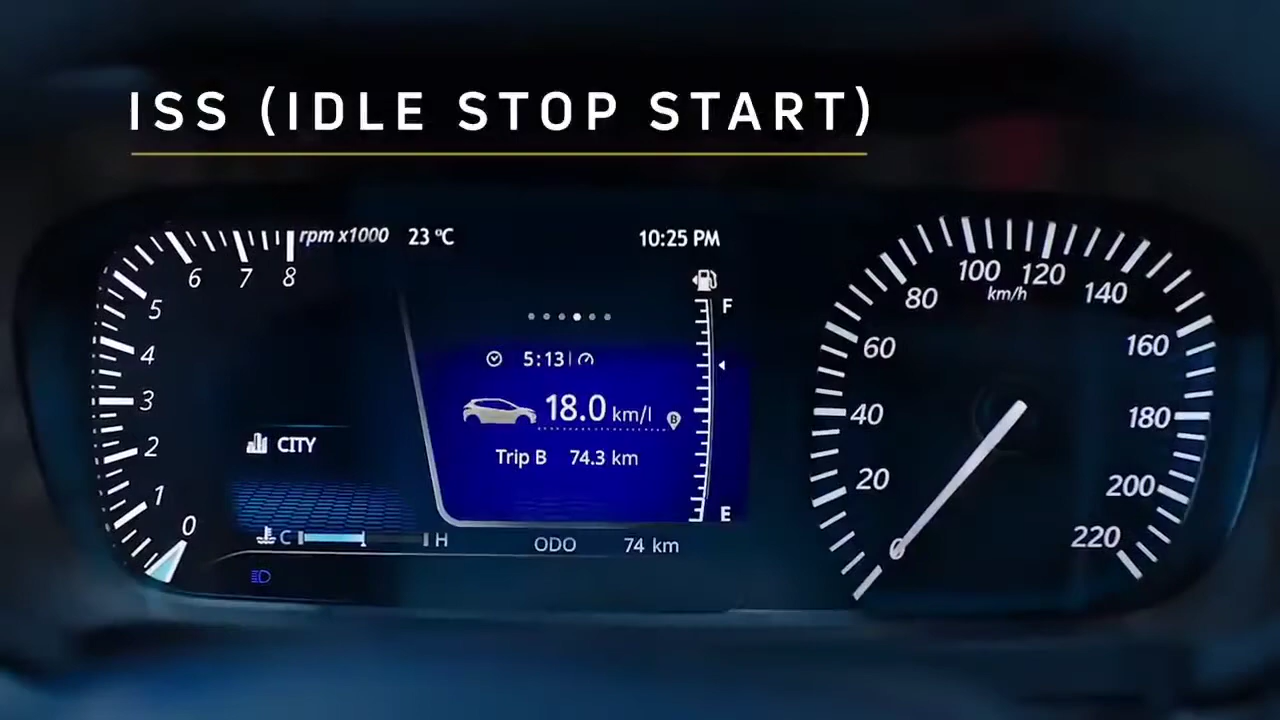 ISS (IDLE STOP START)
rpm x1000 23 °C 10:25 PM
6 7 8
5
4
3
2
1
0
CITY
C H
F
5:13
18.0 km/l
B
Trip B 74.3 km
E
ODO 74 km
100 120
km/h
80 140
60 160
40 180
20 200
0 220